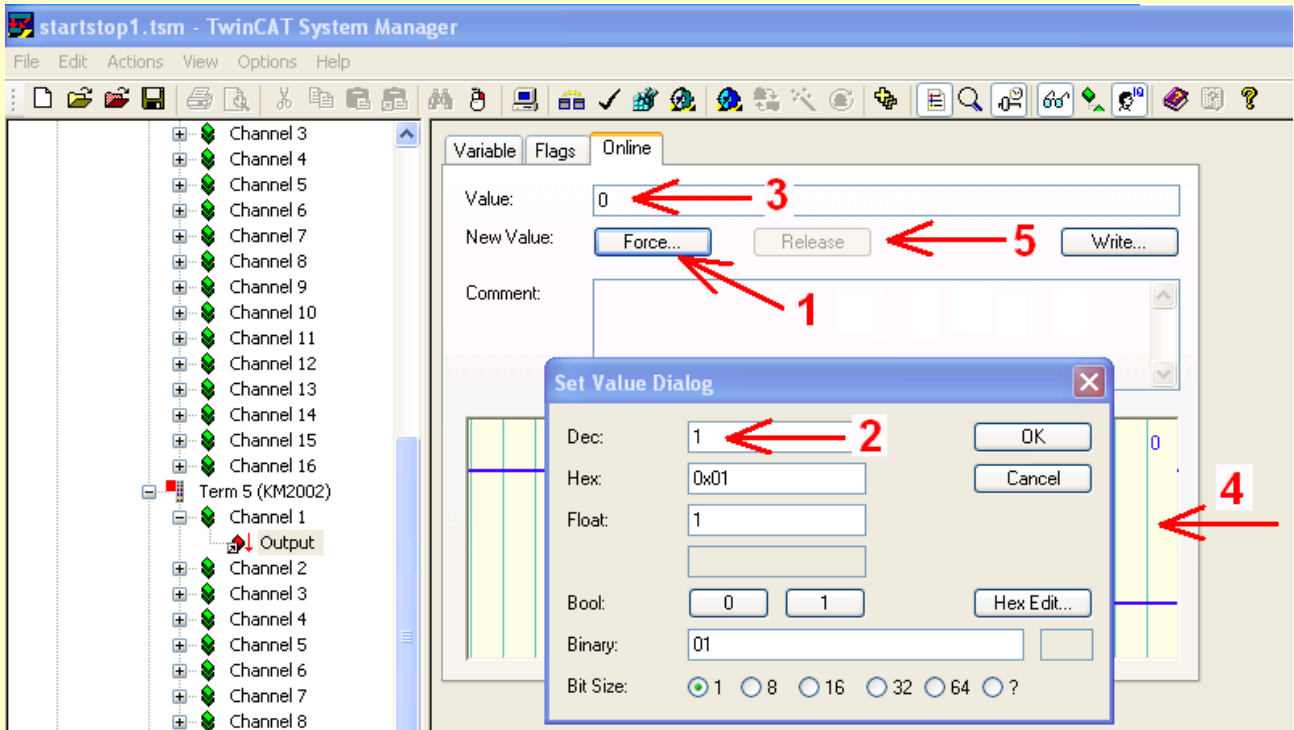 startstop1.tsm - TwinCAT System Manager
File Edit Actions View Options Help
Channel 3
Channel 4
Channel 5
Channel 6
Channel 7
Channel 8
Channel 9
Channel 10
Channel 11
Channel 12
Channel 13
Channel 14
Channel 15
Channel 16
Term 5 (KM2002)
Channel 1
Output
Channel 2
Channel 3
Channel 4
Channel 5
Channel 6
Channel 7
Channel 8
Variable Flags Online
Value: 0 3
New Value: Force... Release 5 Write...
Comment: 1
Set Value Dialog
Dec: 1 2 OK
Hex: 0x01 Cancel
Float: 1
Bool: 0 1 Hex Edit...
Binary: 01
Bit Size: 1 8 16 32 64 ?
0
4